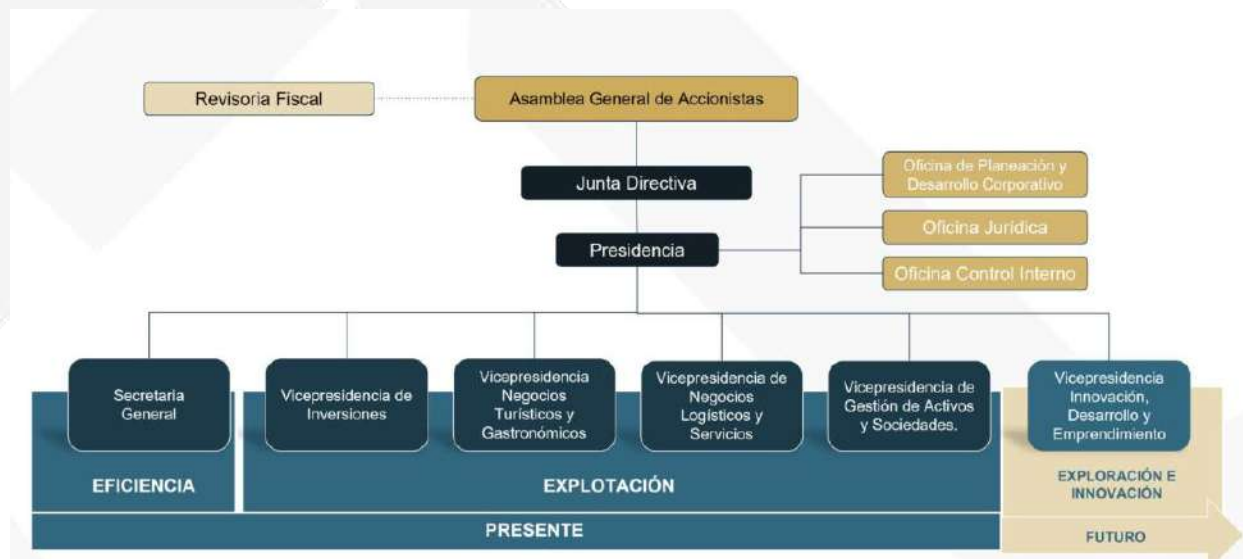 Revisoria Fiscal
Asamblea General de Accionistas
Junta Directiva
Presidencia
Oficina de Planeación y
Desarrollo Corporativo
Oficina Jurídica
Oficina Control Interno
Secretaria
General
Vicepresidencia de
Inversiones
Vicepresidencia
Negocios
Turísticos y
Gastronómicos
Vicepresidencia de
Negocios
Logísticos y
Servicios
Vicepresidencia de
Gestión de Activos
y Sociedades.
Vicepresidencia
Innovación,
Desarrollo y
Emprendimiento
EFICIENCIA
EXPLOTACIÓN
EXPLORACIÓN E
INNOVACIÓN
PRESENTE
FUTURO